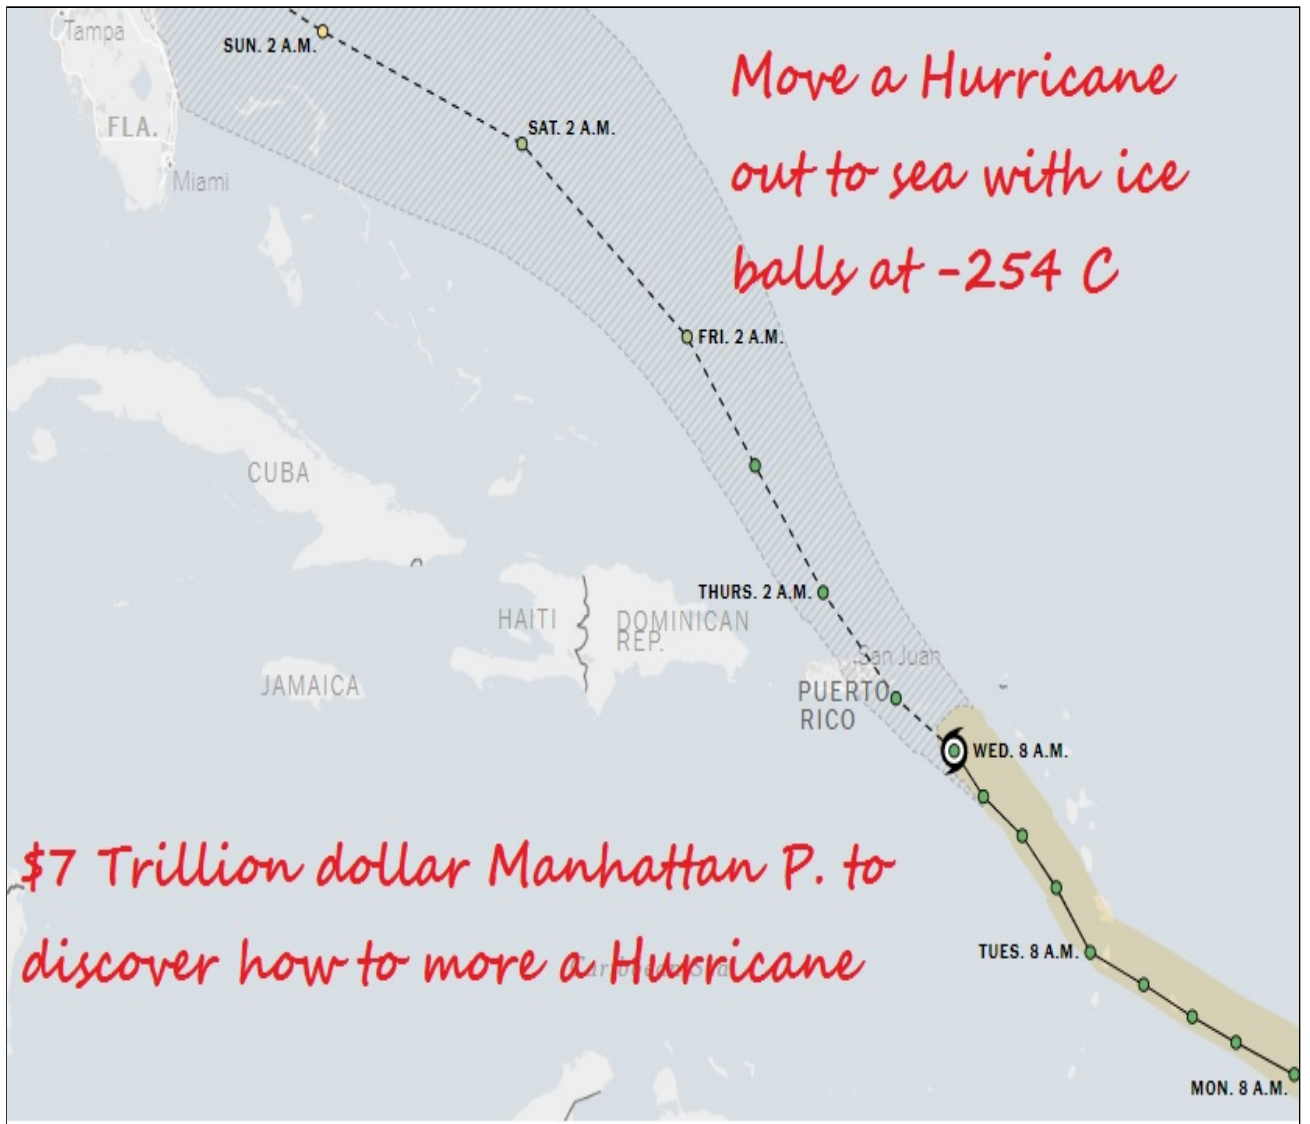 Tampa
SUN. 2 A.M.
Move a Hurricane
SAT. 2 A.M.
FLA.
out to sea with ice
Miami
balls at -254 C
FRI. 2 A.M.
CUBA
THURS. 2 A.M.
HAITI
DOMINICAN
REP.
San Juan
JAMAICA
PUERTO
RICO
WED. 8 A.M.
$7 Trillion dollar Manhattan P. to
TUES. 8 A.M.
discover how to more a Hurricane
Caribbean Sea
MON. 8 A.M.